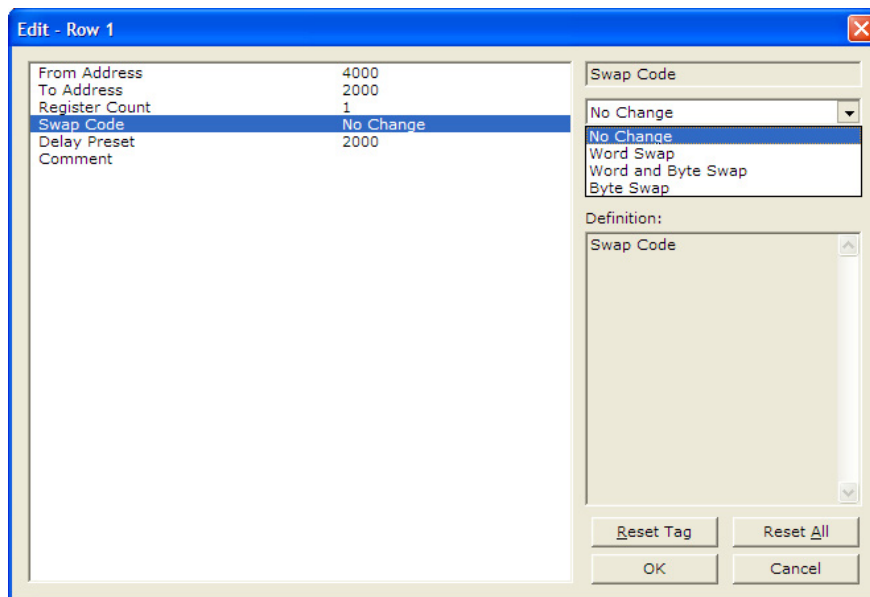 Edit - Row 1
From Address 4000
To Address 2000
Register Count 1
Swap Code No Change
Delay Preset 2000
Comment
Swap Code
No Change
No Change
Word Swap
Word and Byte Swap
Byte Swap
Definition:
Swap Code
Reset Tag Reset All
OK Cancel